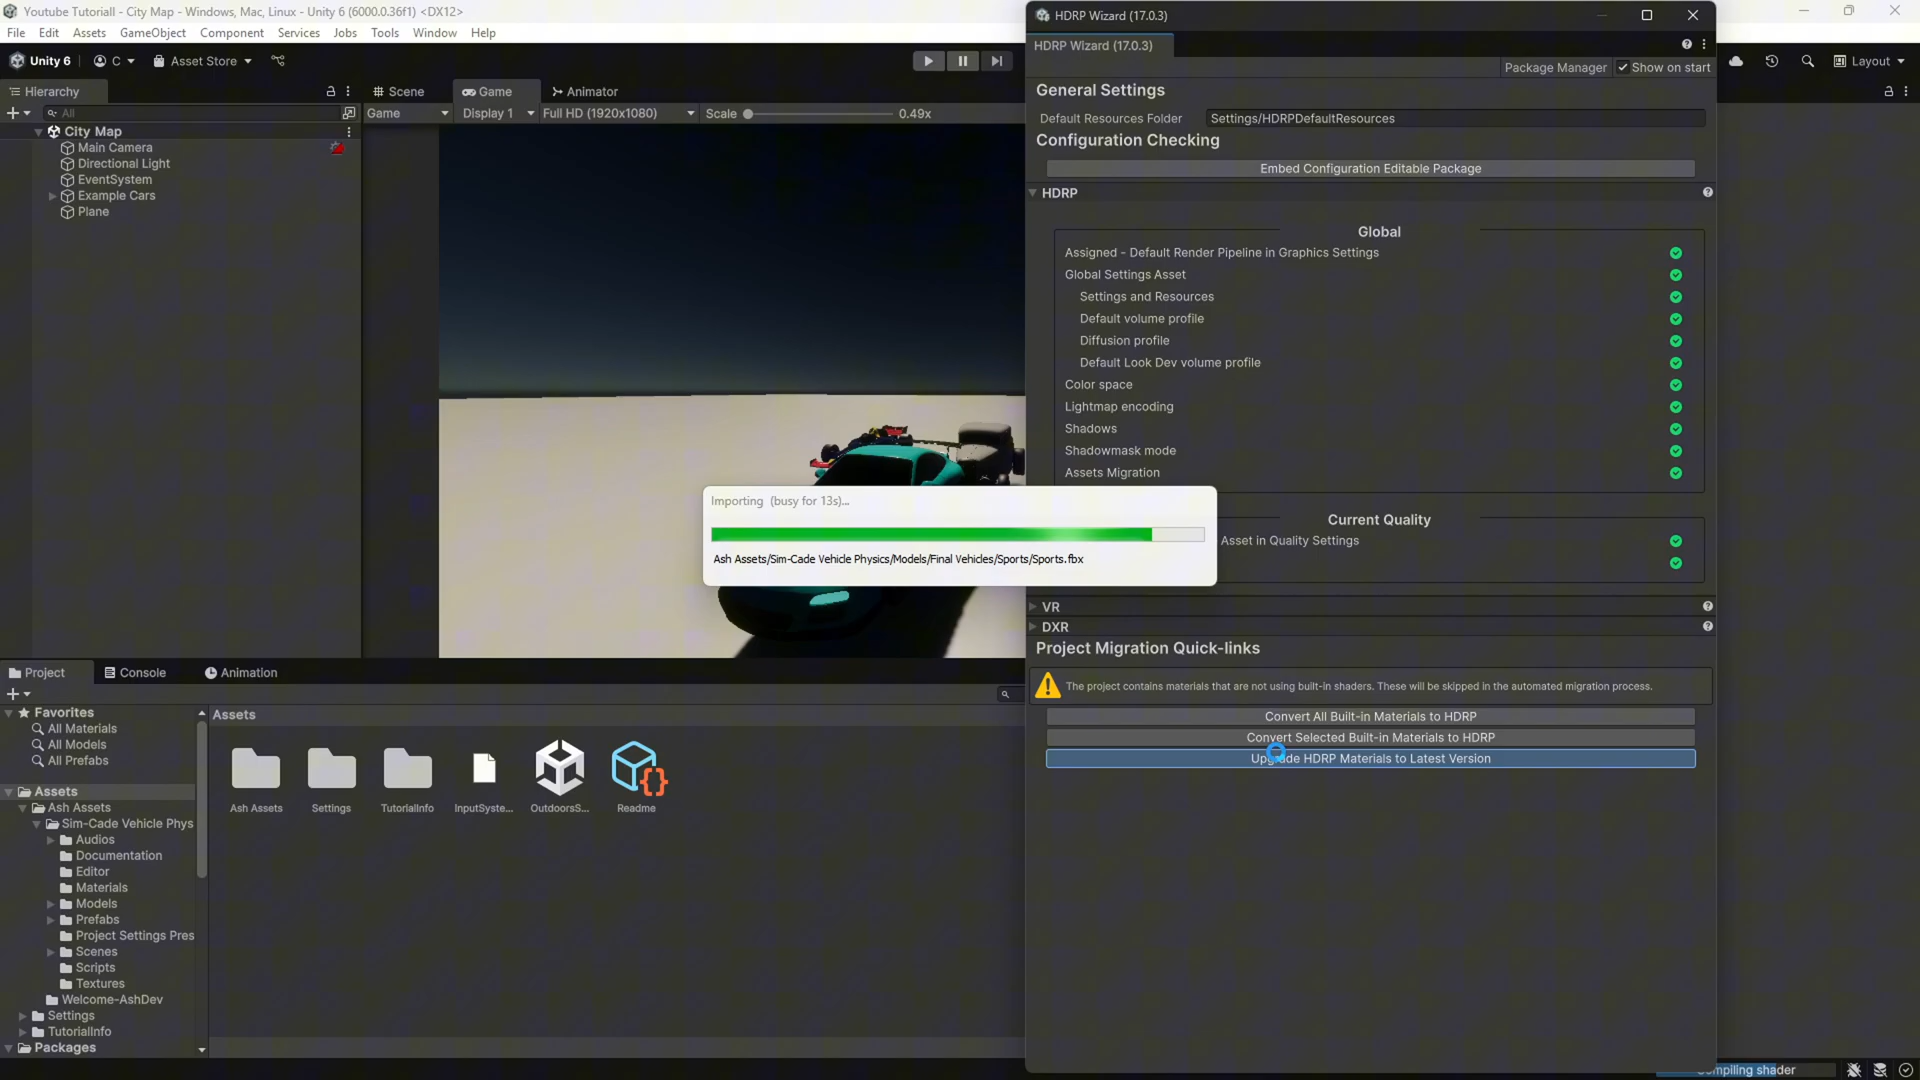 Youtube Tutoriall - City Map - Windows, Mac, Linux - Unity 6 (6000.0.36f1) <DX12>
File Edit Assets GameObject Component Services Jobs Tools Window Help
Unity 6 C Asset Store
Layout
Hierarchy
All
City Map
Main Camera
Directional Light
EventSystem
Example Cars
Plane
Scene Game Animator
Game Display 1 Full HD (1920x1080) Scale 0.49x
HDRP Wizard (17.0.3)
HDRP Wizard (17.0.3)
Package Manager Show on start
General Settings
Default Resources Folder Settings/HDRPDefaultResources
Configuration Checking
Embed Configuration Editable Package
HDRP
Global
Assigned - Default Render Pipeline in Graphics Settings
Global Settings Asset
Settings and Resources
Default volume profile
Diffusion profile
Default Look Dev volume profile
Color space
Lightmap encoding
Shadows
Shadowmask mode
Assets Migration
Current Quality
Asset in Quality Settings
Importing (busy for 13s)...
Ash Assets/Sim-Cade Vehicle Physics/Models/Final Vehicles/Sports/Sports.fbx
VR
DXR
Project Migration Quick-links
The project contains materials that are not using built-in shaders. These will be skipped in the automated migration process.
Convert All Built-in Materials to HDRP
Convert Selected Built-in Materials to HDRP
Upgrade HDRP Materials to Latest Version
Project Console Animation
Favorites
All Materials
All Models
All Prefabs
Assets
Ash Assets
Sim-Cade Vehicle Phys
Audios
Documentation
Editor
Materials
Models
Prefabs
Project Settings Pres
Scenes
Scripts
Textures
Welcome-AshDev
Settings
TutorialInfo
Packages
Assets
Ash Assets Settings TutorialInfo InputSyste... OutdoorsS... Readme
shader